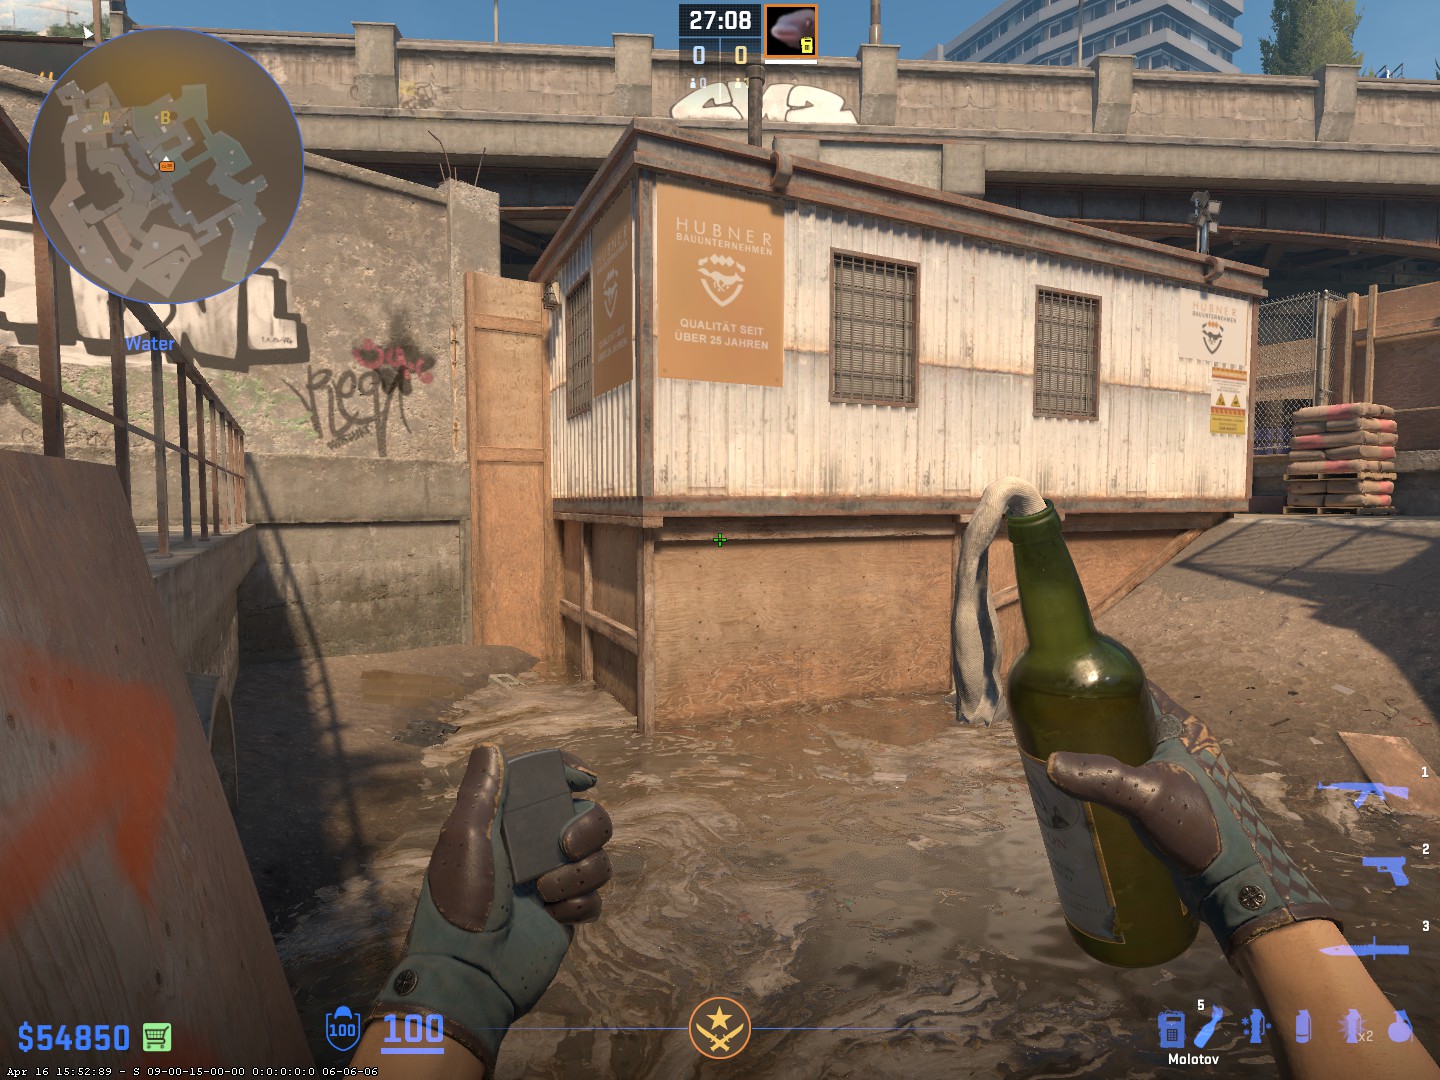 27:08
0 0
A B
Water
HUBNER
BAUUNTERNEHMEN
QUALITÄT SEIT
ÜBER 25 JAHREN
HUBNER
BAUUNTERNEHMEN
1
2
3
5
x2
Molotov
$54850
100
100
Apr 16 15:52:89 - S 09-00-15-00-00 0:0:0:0:0 06-06-06